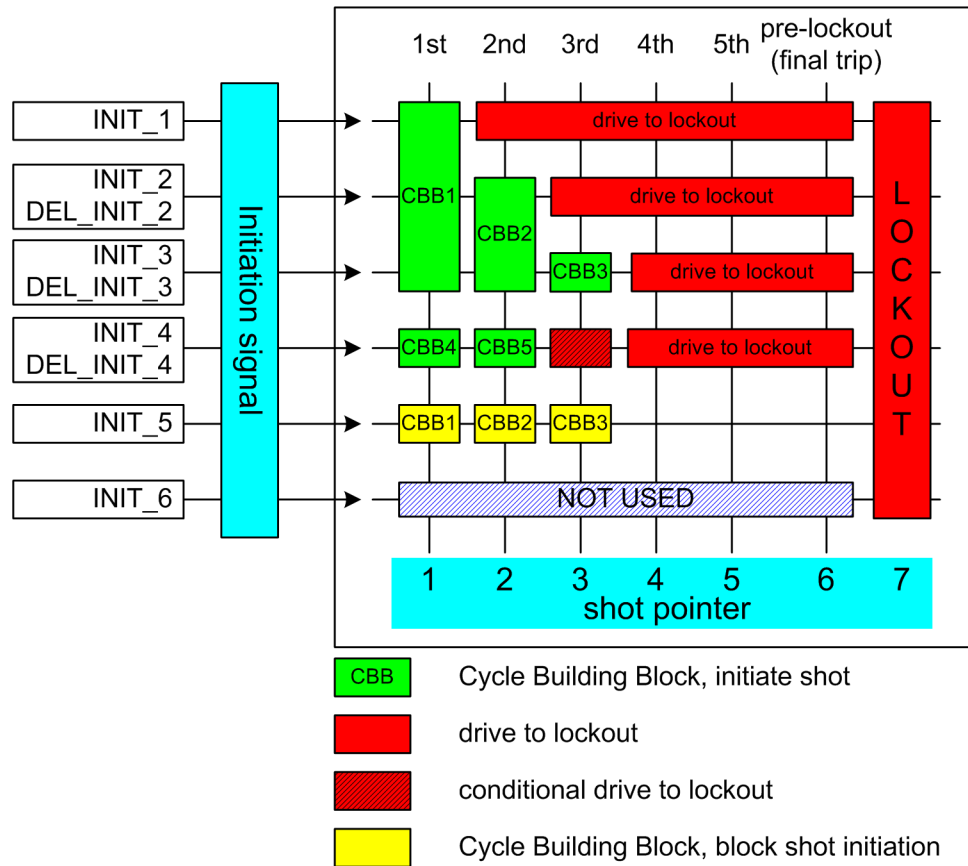 1st 2nd 3rd 4th 5th pre-lockout
(final trip)
INIT_1
drive to lockout
INIT_2
DEL_INIT_2
CBB1
drive to lockout
CBB2
INIT_3
DEL_INIT_3
CBB3
drive to lockout
INIT_4
DEL_INIT_4
CBB4 CBB5
drive to lockout
INIT_5
CBB1 CBB2 CBB3
INIT_6
NOT USED
Initiation signal
LOCKOUT
1 2 3 4 5 6 7
shot pointer
CBB Cycle Building Block, initiate shot
drive to lockout
conditional drive to lockout
Cycle Building Block, block shot initiation